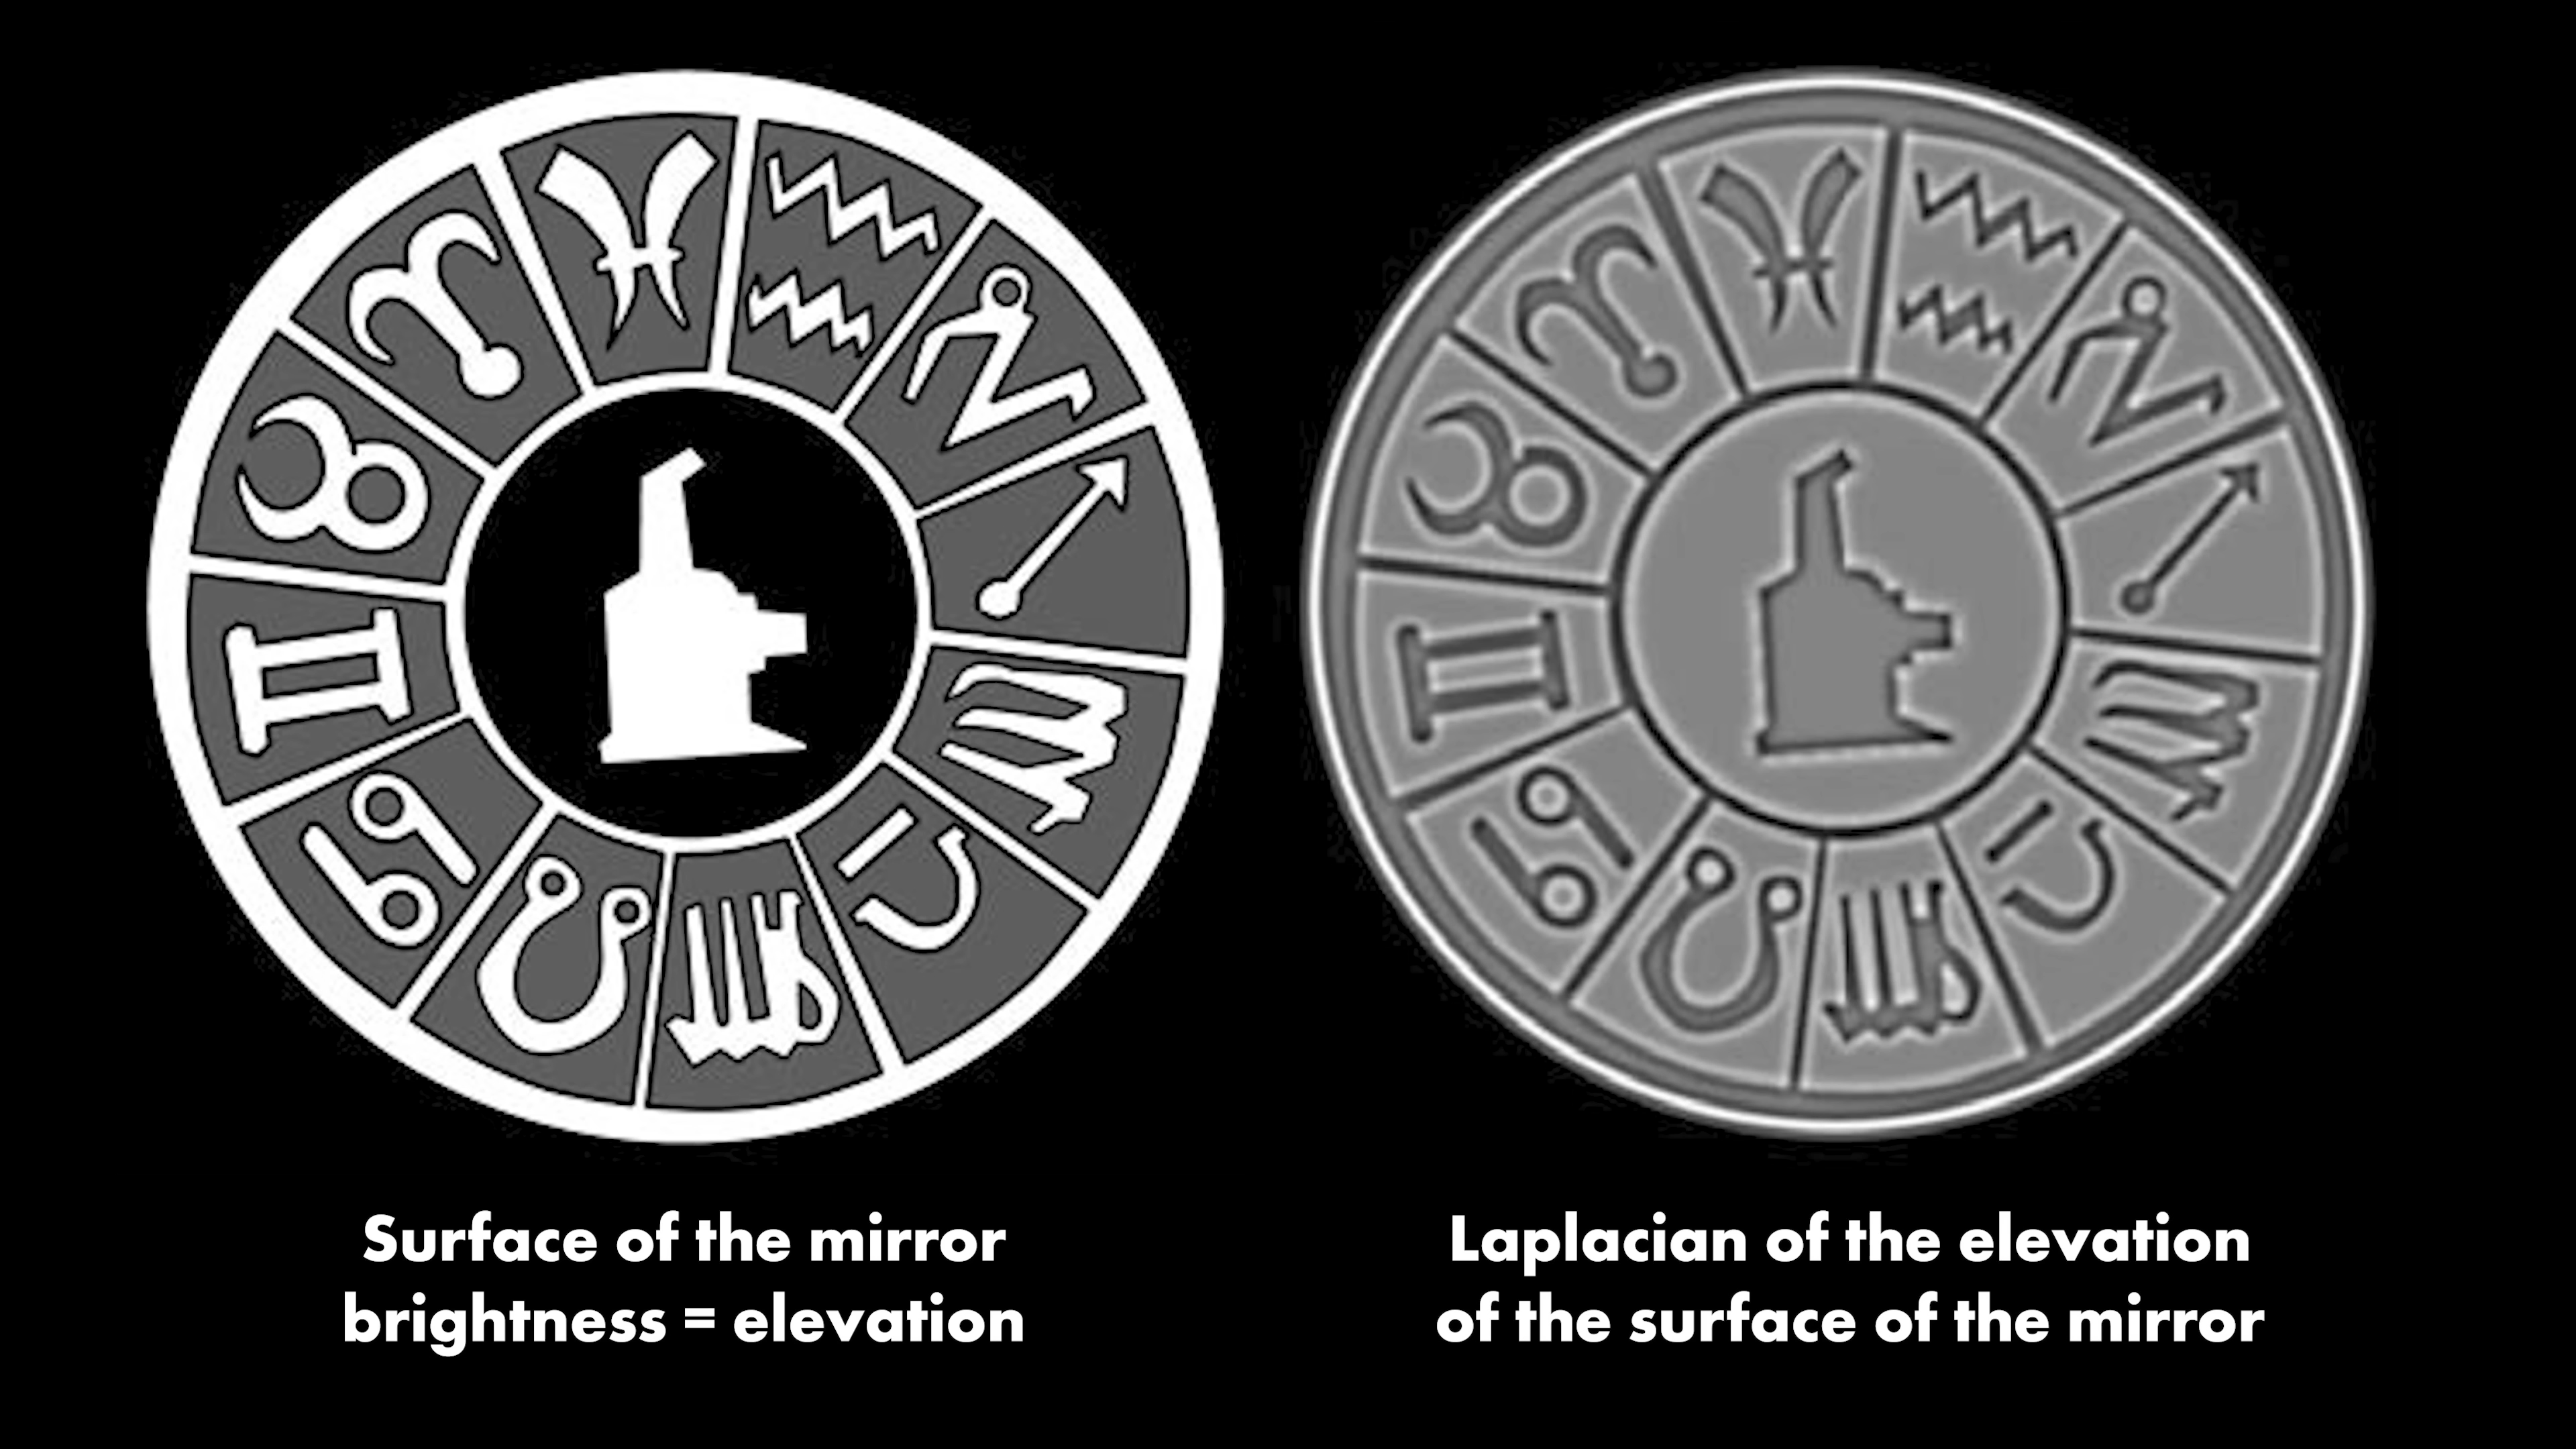 Surface of the mirror
brightness = elevation
Laplacian of the elevation
of the surface of the mirror